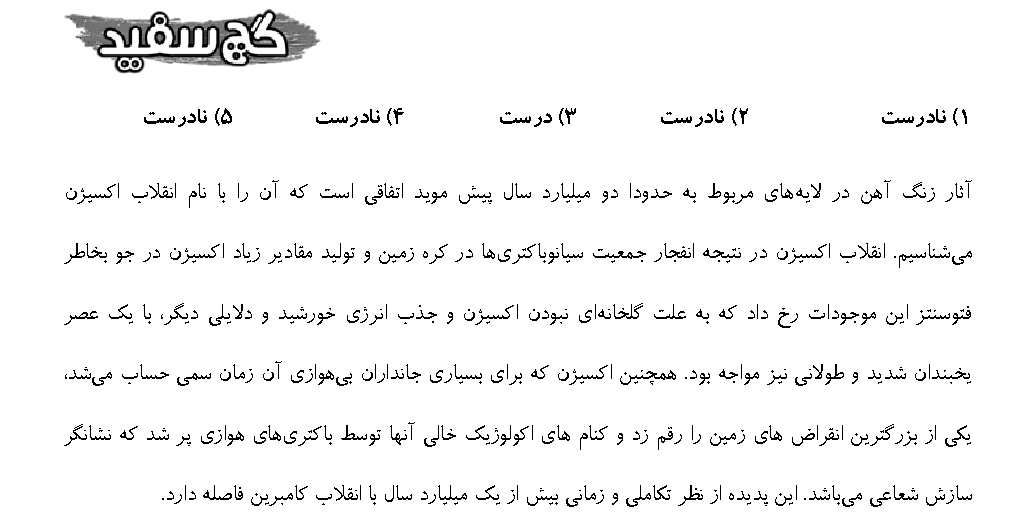 گچ سفید
۱) نادرست ۲) نادرست ۳) درست ۴) نادرست ۵) نادرست
آثار زنگ آهن در لایه‌های مربوط به حدودا دو میلیارد سال پیش موید اتفاقی است که آن را با نام انقلاب اکسیژن
می‌شناسیم. انقلاب اکسیژن در نتیجه انفجار جمعیت سیانوباکتری‌ها در کره زمین و تولید مقادیر زیاد اکسیژن در جو بخاطر
فتوسنتز این موجودات رخ داد که به علت گلخانه‌ای نبودن اکسیژن و جذب انرژی خورشید و دلایلی دیگر، با یک عصر
یخبندان شدید و طولانی نیز مواجه بود. همچنین اکسیژن که برای بسیاری جانداران بی‌هوازی آن زمان سمی حساب می‌شد،
یکی از بزرگترین انقراض های زمین را رقم زد و کنام های اکولوژیک خالی آنها توسط باکتری‌های هوازی پر شد که نشانگر
سازش شعاعی می‌باشد. این پدیده از نظر تکاملی و زمانی بیش از یک میلیارد سال با انقلاب کامبرین فاصله دارد.